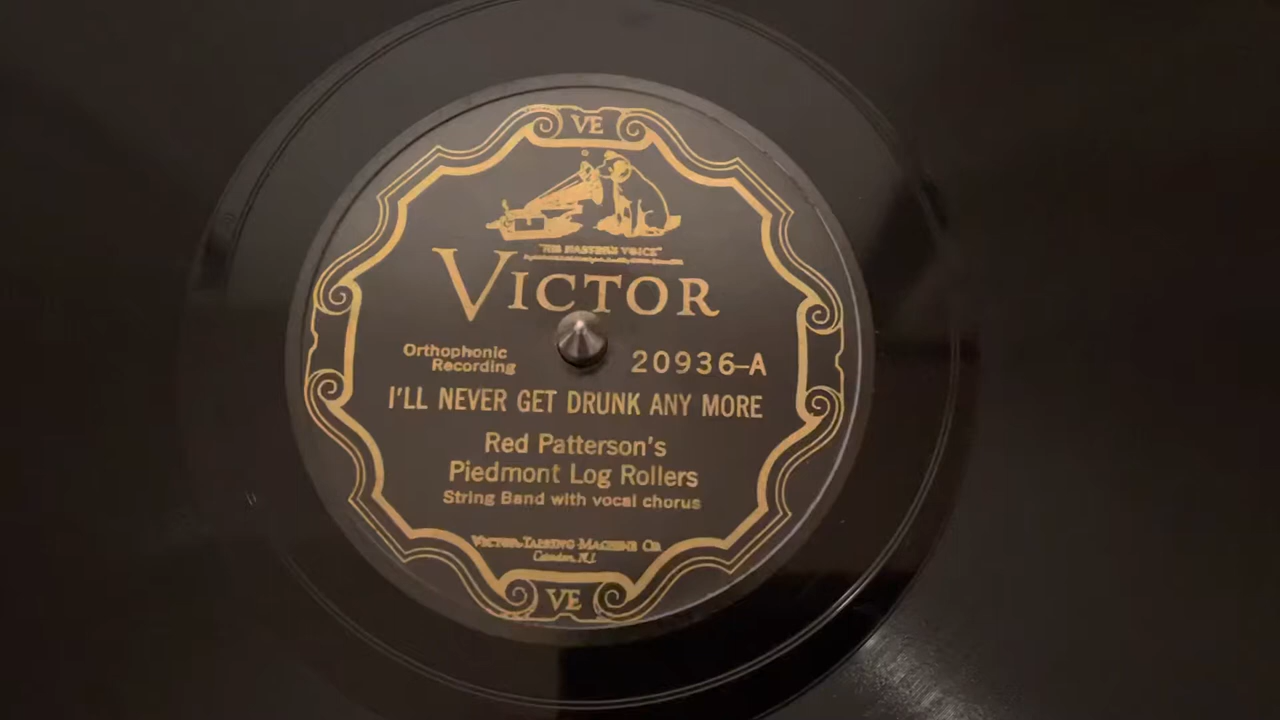 VE
"HIS MASTER'S VOICE"
VICTOR
Orthophonic
Recording
20936-A
I'LL NEVER GET DRUNK ANY MORE
Red Patterson's
Piedmont Log Rollers
String Band with vocal chorus
VICTOR TALKING MACHINE CO.
Camden, N.J.
VE